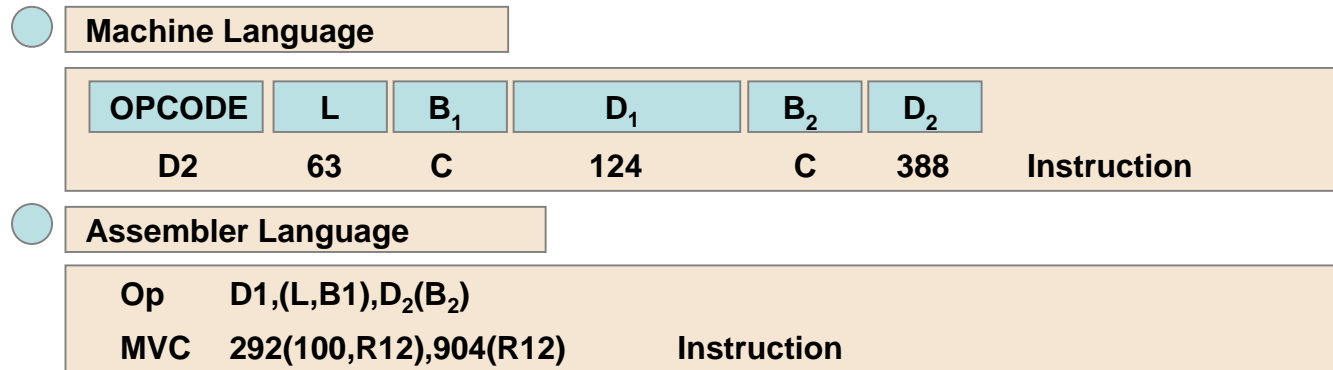 Machine Language
OPCODE L B₁ D₁ B₂ D₂
D2 63 C 124 C 388 Instruction
Assembler Language
Op D1,(L,B1),D₂(B₂)
MVC 292(100,R12),904(R12) Instruction